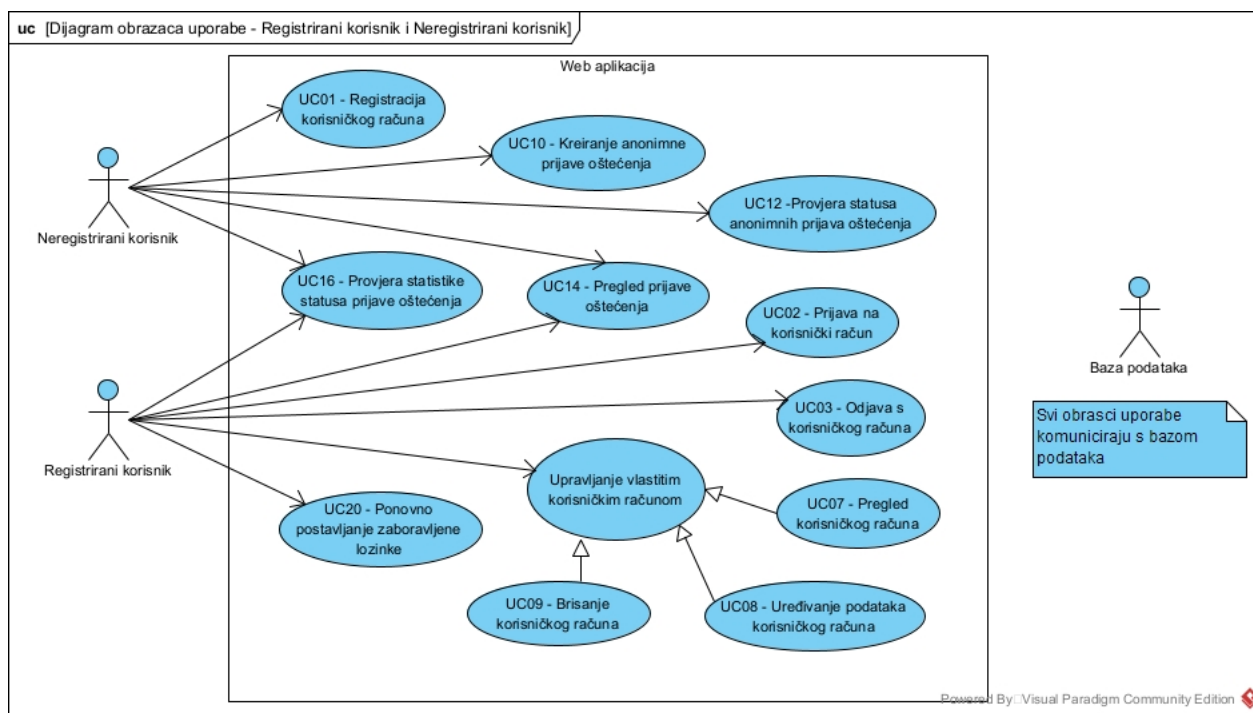 uc [Dijagram obrazaca uporabe - Registrirani korisnik i Neregistrirani korisnik]
Web aplikacija
UC01 - Registracija
korisničkog računa
UC10 - Kreiranje anonimne
prijave oštećenja
UC12 -Provjera statusa
anonimnih prijava oštećenja
Neregistrirani korisnik
UC16 - Provjera statistike
statusa prijave oštećenja
UC14 - Pregled prijave
oštećenja
UC02 - Prijava na
korisnički račun
Baza podataka
UC03 - Odjava s
korisničkog računa
Svi obrasci uporabe
komuniciraju s bazom
podataka
Registrirani korisnik
Upravljanje vlastitim
korisničkim računom
UC07 - Pregled
korisničkog računa
UC20 - Ponovno
postavljanje zaboravljene
lozinke
UC09 - Brisanje
korisničkog računa
UC08 - Uređivanje podataka
korisničkog računa
Powered By Visual Paradigm Community Edition